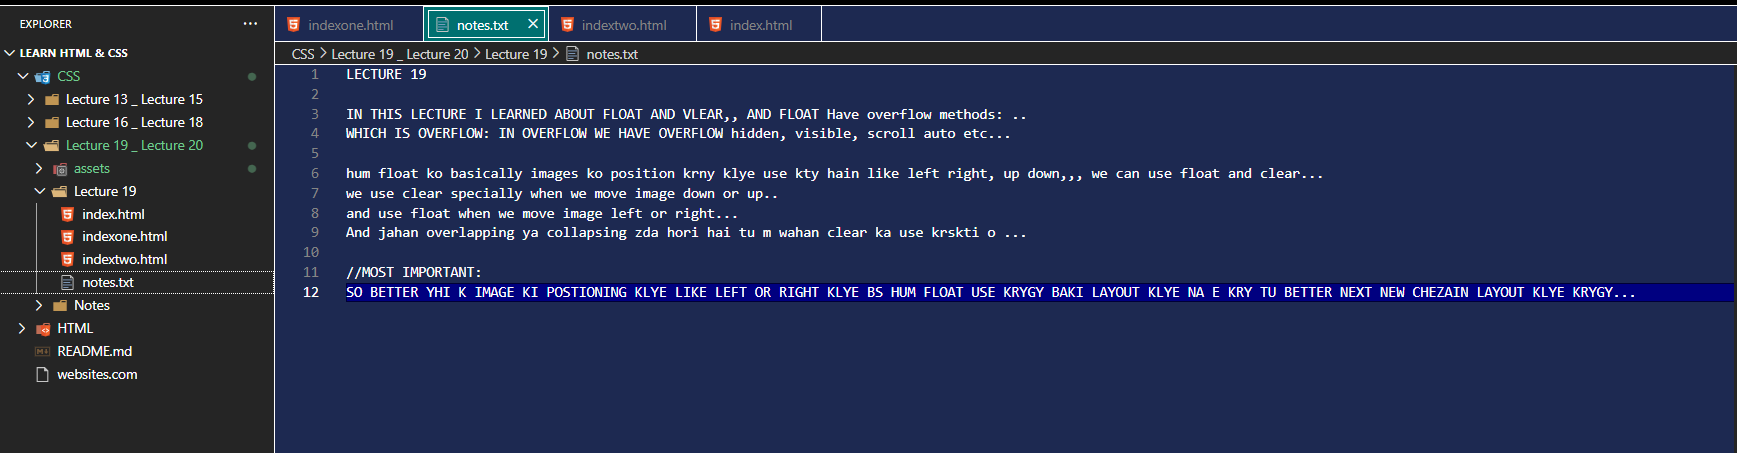 EXPLORER ...
LEARN HTML & CSS
CSS
Lecture 13 _ Lecture 15
Lecture 16 _ Lecture 18
Lecture 19 _ Lecture 20
assets
Lecture 19
index.html
indexone.html
indextwo.html
notes.txt
Notes
HTML
README.md
websites.com
indexone.html notes.txt indextwo.html index.html
CSS > Lecture 19 _ Lecture 20 > Lecture 19 > notes.txt
1 LECTURE 19
2
3 IN THIS LECTURE I LEARNED ABOUT FLOAT AND VLEAR,, AND FLOAT Have overflow methods: ..
4 WHICH IS OVERFLOW: IN OVERFLOW WE HAVE OVERFLOW hidden, visible, scroll auto etc...
5
6 hum float ko basically images ko position krny klye use kty hain like left right, up down,,, we can use float and clear...
7 we use clear specially when we move image down or up..
8 and use float when we move image left or right...
9 And jahan overlapping ya collapsing zda hori hai tu m wahan clear ka use krskti o ...
10
11 //MOST IMPORTANT:
12 SO BETTER YHI K IMAGE KI POSTIONING KLYE LIKE LEFT OR RIGHT KLYE BS HUM FLOAT USE KRYGY BAKI LAYOUT KLYE NA E KRY TU BETTER NEXT NEW CHEZAIN LAYOUT KLYE KRYGY...